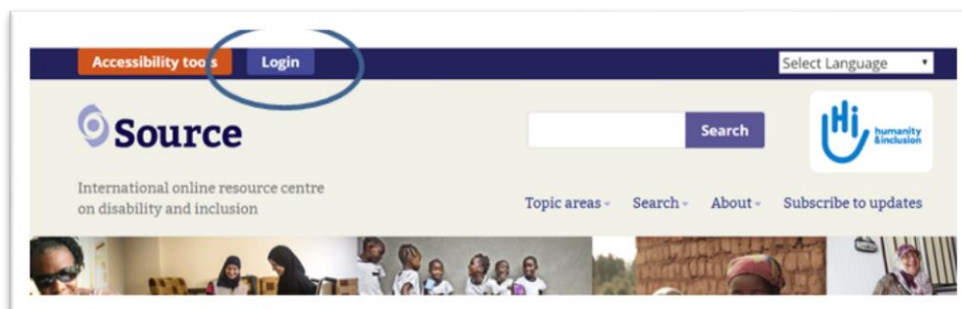 Accessibility tools Login Select Language
Source
Search
Hi humanity & inclusion
International online resource centre
on disability and inclusion
Topic areas Search About Subscribe to updates